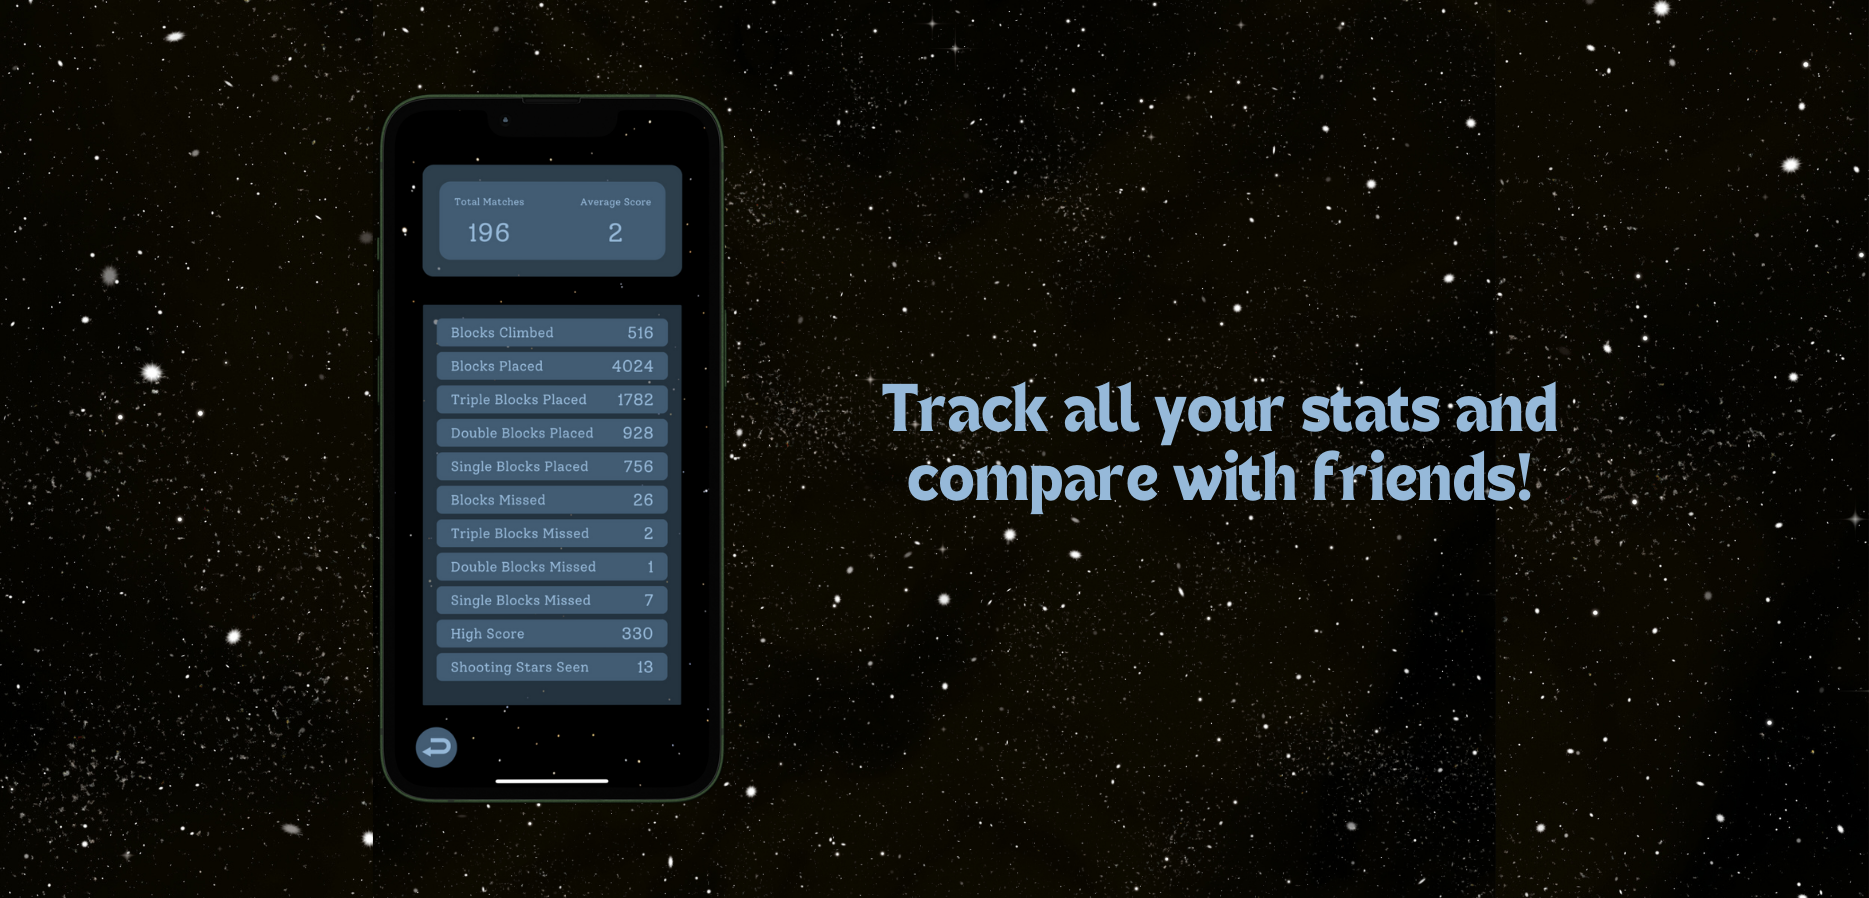 Total Matches Average Score
196 2
Blocks Climbed 516
Blocks Placed 4024
Triple Blocks Placed 1782
Double Blocks Placed 928
Single Blocks Placed 756
Blocks Missed 26
Triple Blocks Missed 2
Double Blocks Missed 1
Single Blocks Missed 7
High Score 330
Shooting Stars Seen 13
Track all your stats and
compare with friends!